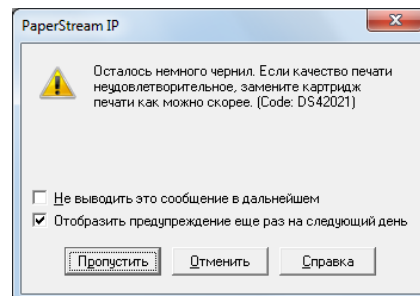 PaperStream IP
Осталось немного чернил. Если качество печати
неудовлетворительное, замените картридж
печати как можно скорее. (Code: DS42021)
Не выводить это сообщение в дальнейшем
Отобразить предупреждение еще раз на следующий день
Пропустить Отменить Справка